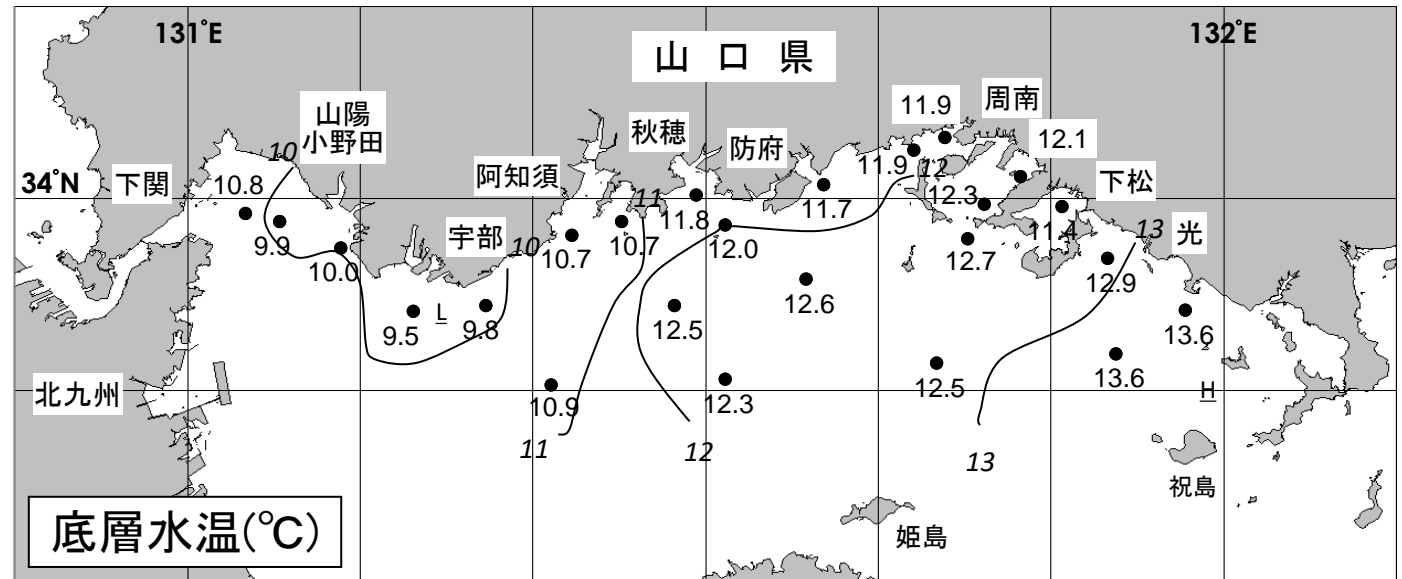 131°E
132°E
山口県
11.9
周南
山陽
小野田
秋穂
防府
12.1
10
阿知須
11.9
12
34°N
下関
10.8
12.3
下松
11
11.8
11.7
11.4
13
光
9.9
宇部
10
10.7
10.7
12.0
12.7
10.0
12.9
12.6
9.5
L
9.8
12.5
13.6
北九州
10.9
12.3
12.5
13.6
H
11
12
13
祝島
底層水温(℃)
姫島